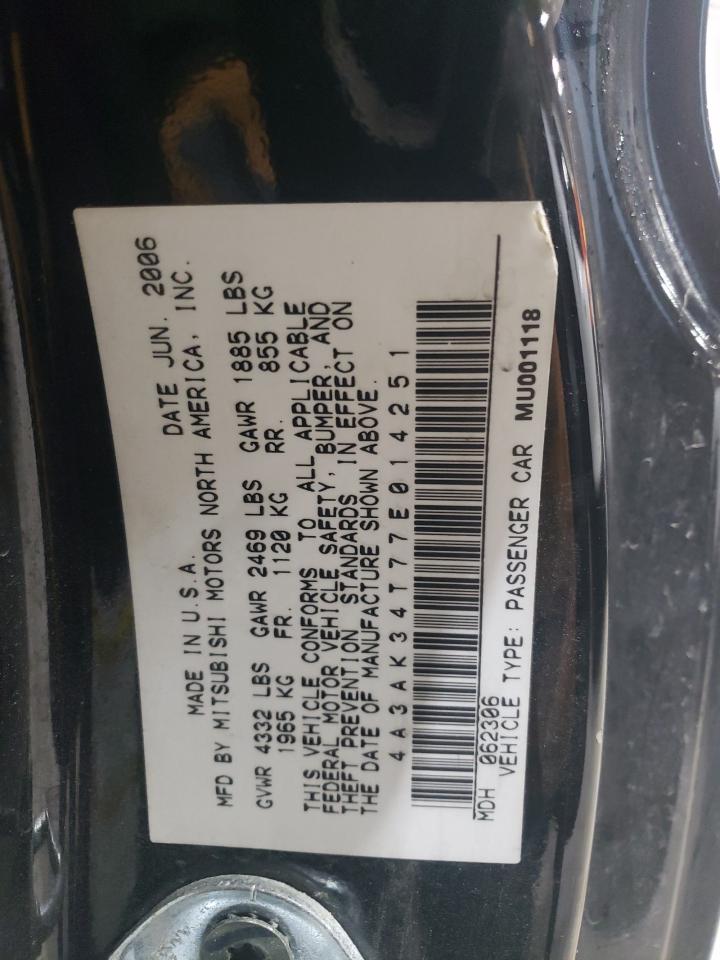 MADE IN U.S.A. DATE JUN. 2006
MFD BY MITSUBISHI MOTORS NORTH AMERICA, INC.
GVWR 4332 LBS GAWR 2469 LBS GAWR 1885 LBS
1965 KG FR. 1120 KG RR. 855 KG
THIS VEHICLE CONFORMS TO ALL APPLICABLE
FEDERAL MOTOR VEHICLE SAFETY, BUMPER, AND
THEFT PREVENTION STANDARDS IN EFFECT ON
THE DATE OF MANUFACTURE SHOWN ABOVE.
4A3AK34T77E014251
MDH 062306
VEHICLE TYPE: PASSENGER CAR MU001118